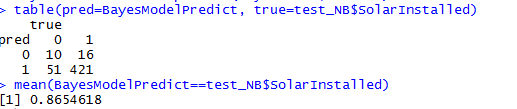 > table(pred=BayesModelPredict, true=test_NB$SolarInstalled)
    true
pred   0   1
   0  10  16
   1  51 421
> mean(BayesModelPredict==test_NB$SolarInstalled)
[1] 0.8654618